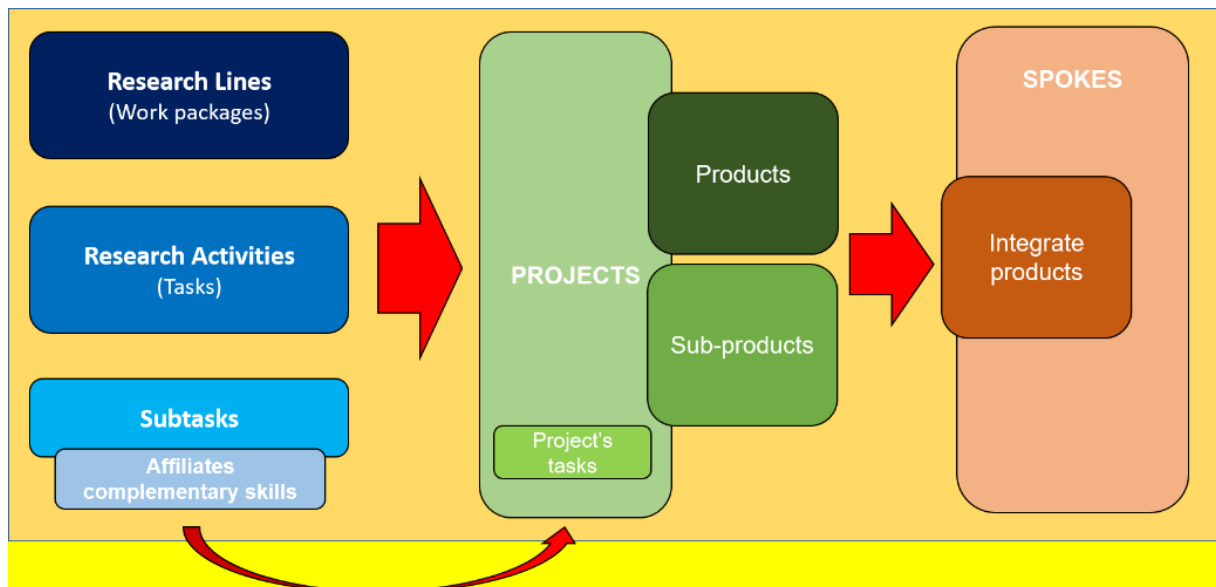 Research Lines
(Work packages)
Research Activities
(Tasks)
Subtasks
Affiliates
complementary skills
PROJECTS
Project's
tasks
Products
Sub-products
SPOKES
Integrate
products